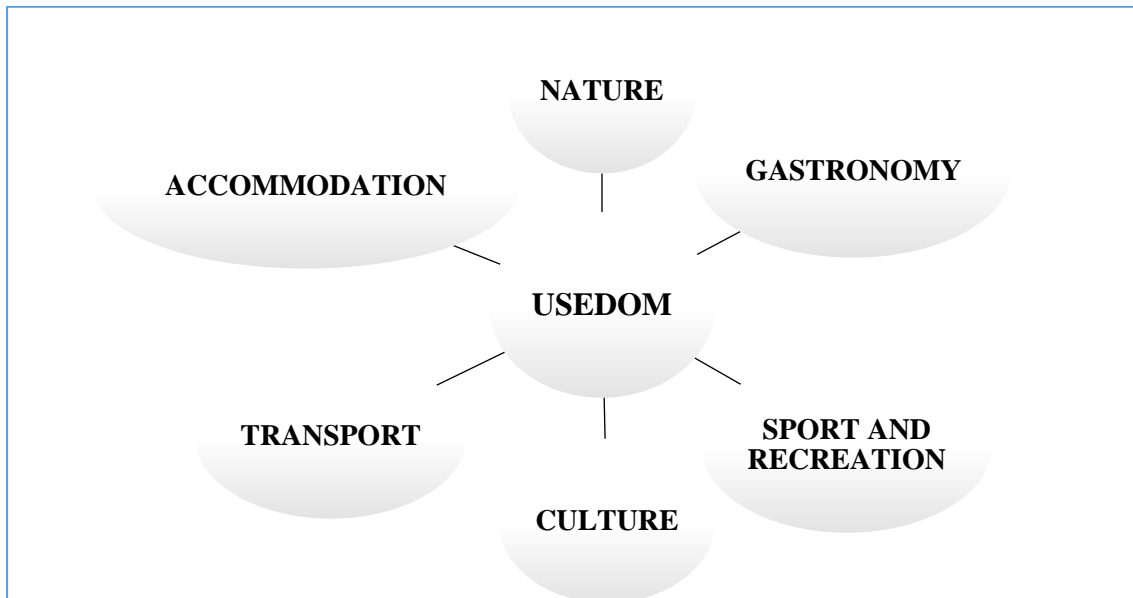 NATURE
GASTRONOMY
ACCOMMODATION
USEDOM
TRANSPORT
SPORT AND
RECREATION
CULTURE